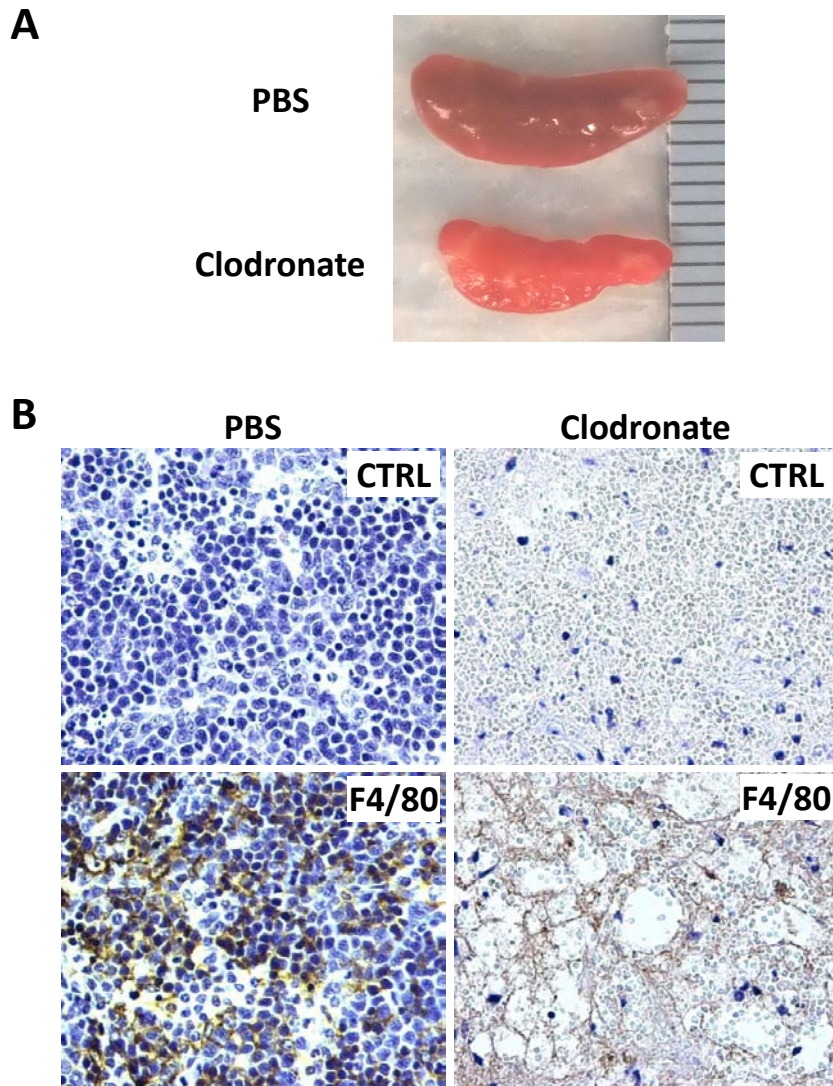 A
PBS
Clodronate
B
PBS Clodronate
CTRL CTRL
F4/80 F4/80